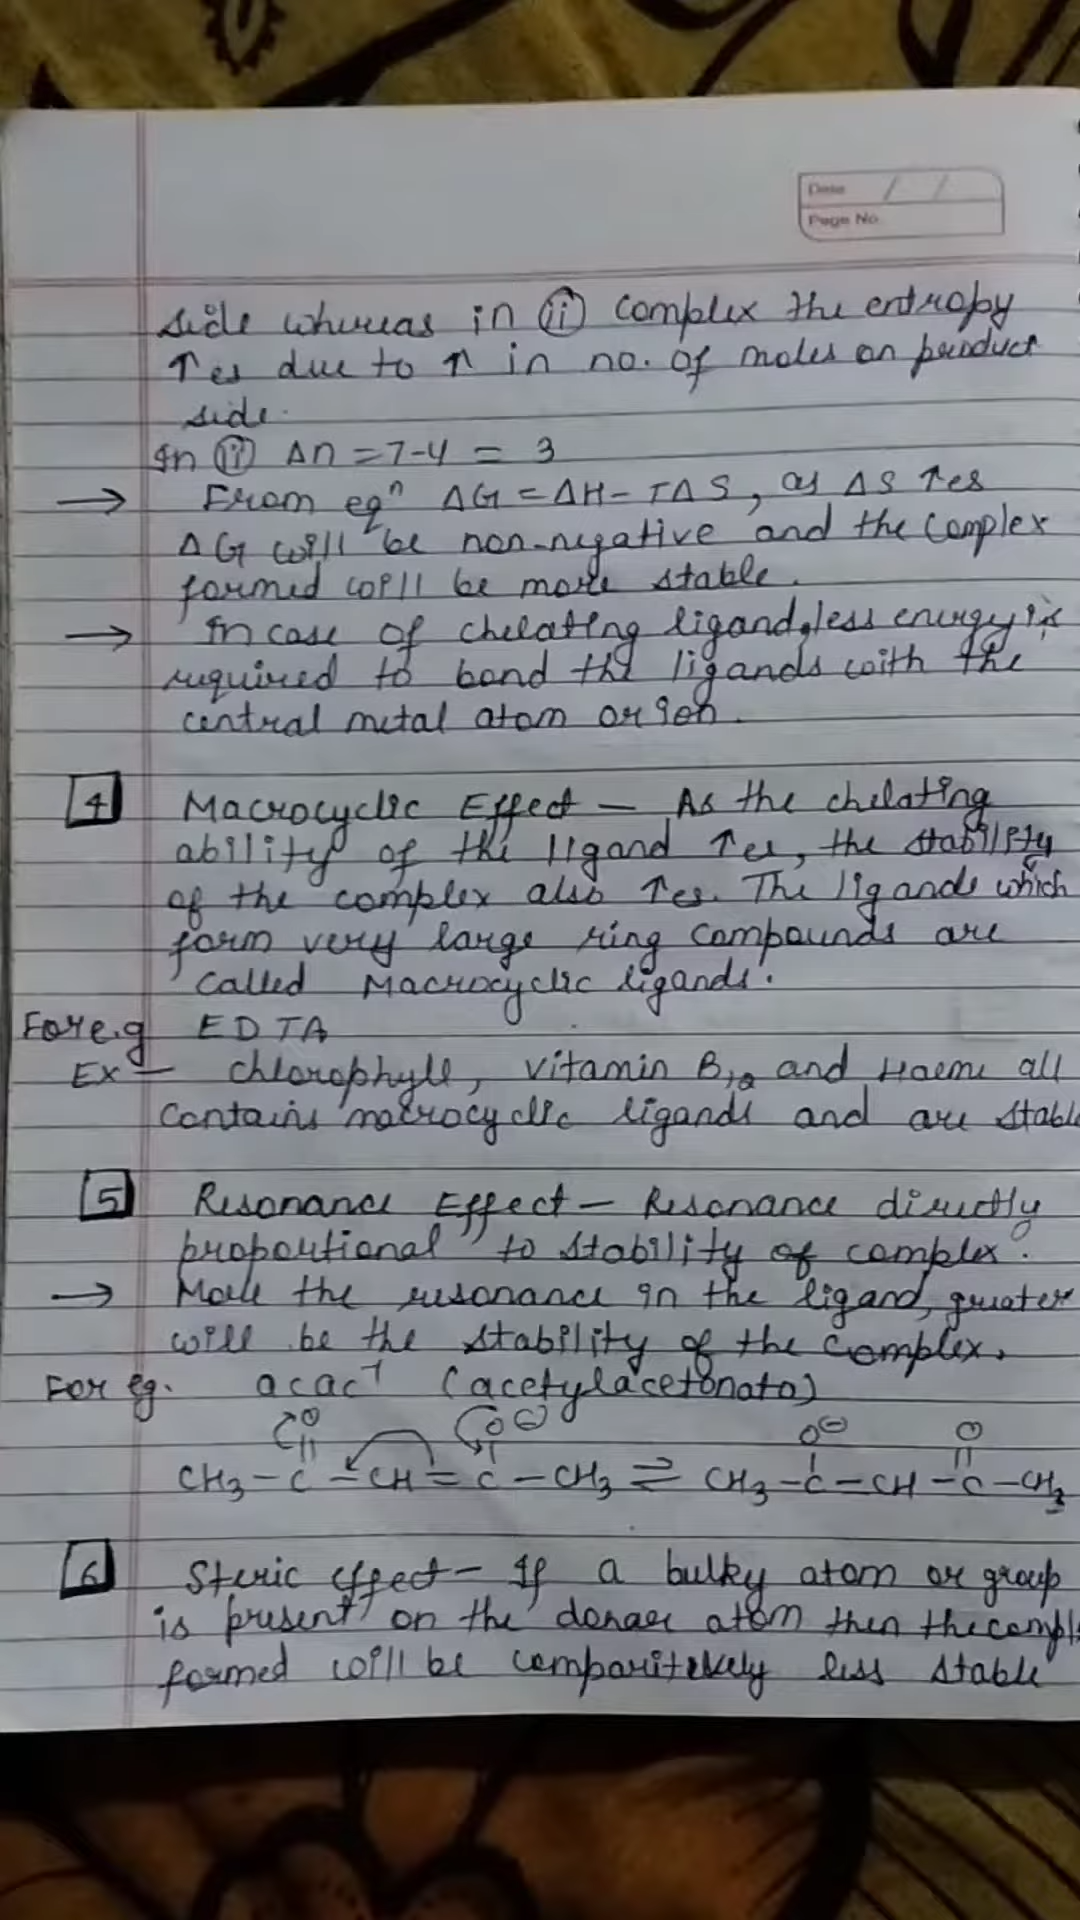 Date / /
Page No.
side whereas in (ii) complex the entropy
↑es due to ↑ in no. of moles on product
side.
In (ii) Δn = 7-4 = 3
→ From eqⁿ ΔG = ΔH - TΔS, as ΔS ↑es
ΔG will be non-negative and the complex
formed will be more stable.
→ In case of chelating ligand, less energy is
required to bond the ligands with the
central metal atom or ion.
4 Macrocyclic Effect - As the chelating
ability of the ligand ↑es, the stability
of the complex also ↑es. The ligands which
form very large ring compounds are
called Macrocyclic ligands.
For e.g EDTA
Ex - chlorophyll, vitamin B₁₂ and Haeme all
contains macrocyclic ligands and are stable
5 Resonance Effect - Resonance directly
proportional to stability of complex.
→ More the resonance in the ligand, greater
will be the stability of the complex.
For eg. acac⁻¹ (acetylacetonato)
O O⊖ O⊖ O
CH₃-C-CH=C-CH₃ ⇌ CH₃-C-CH-C-CH₃
6 Steric effect - If a bulky atom or group
is present on the donar atom then the compl
formed will be comparitively less stable